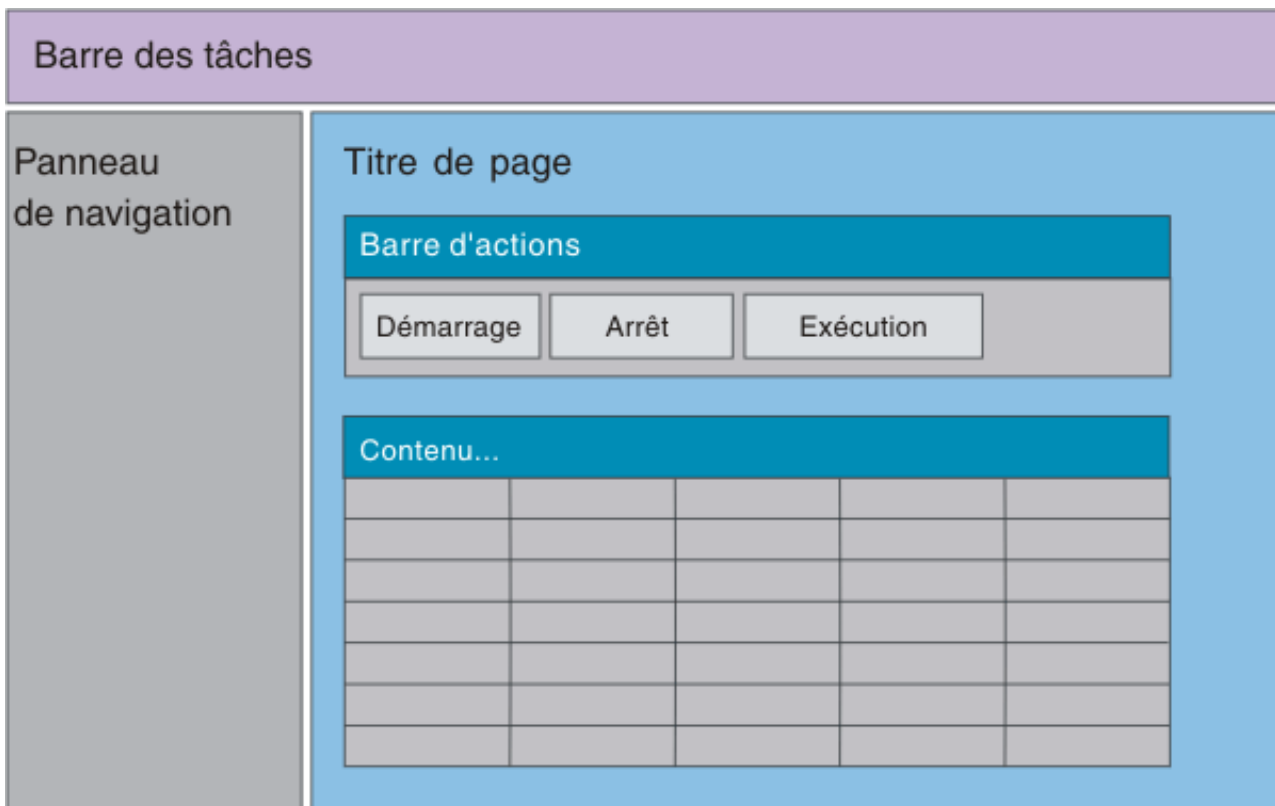 Barre des tâches
Panneau
de navigation
Titre de page
Barre d'actions
Démarrage Arrêt Exécution
Contenu...